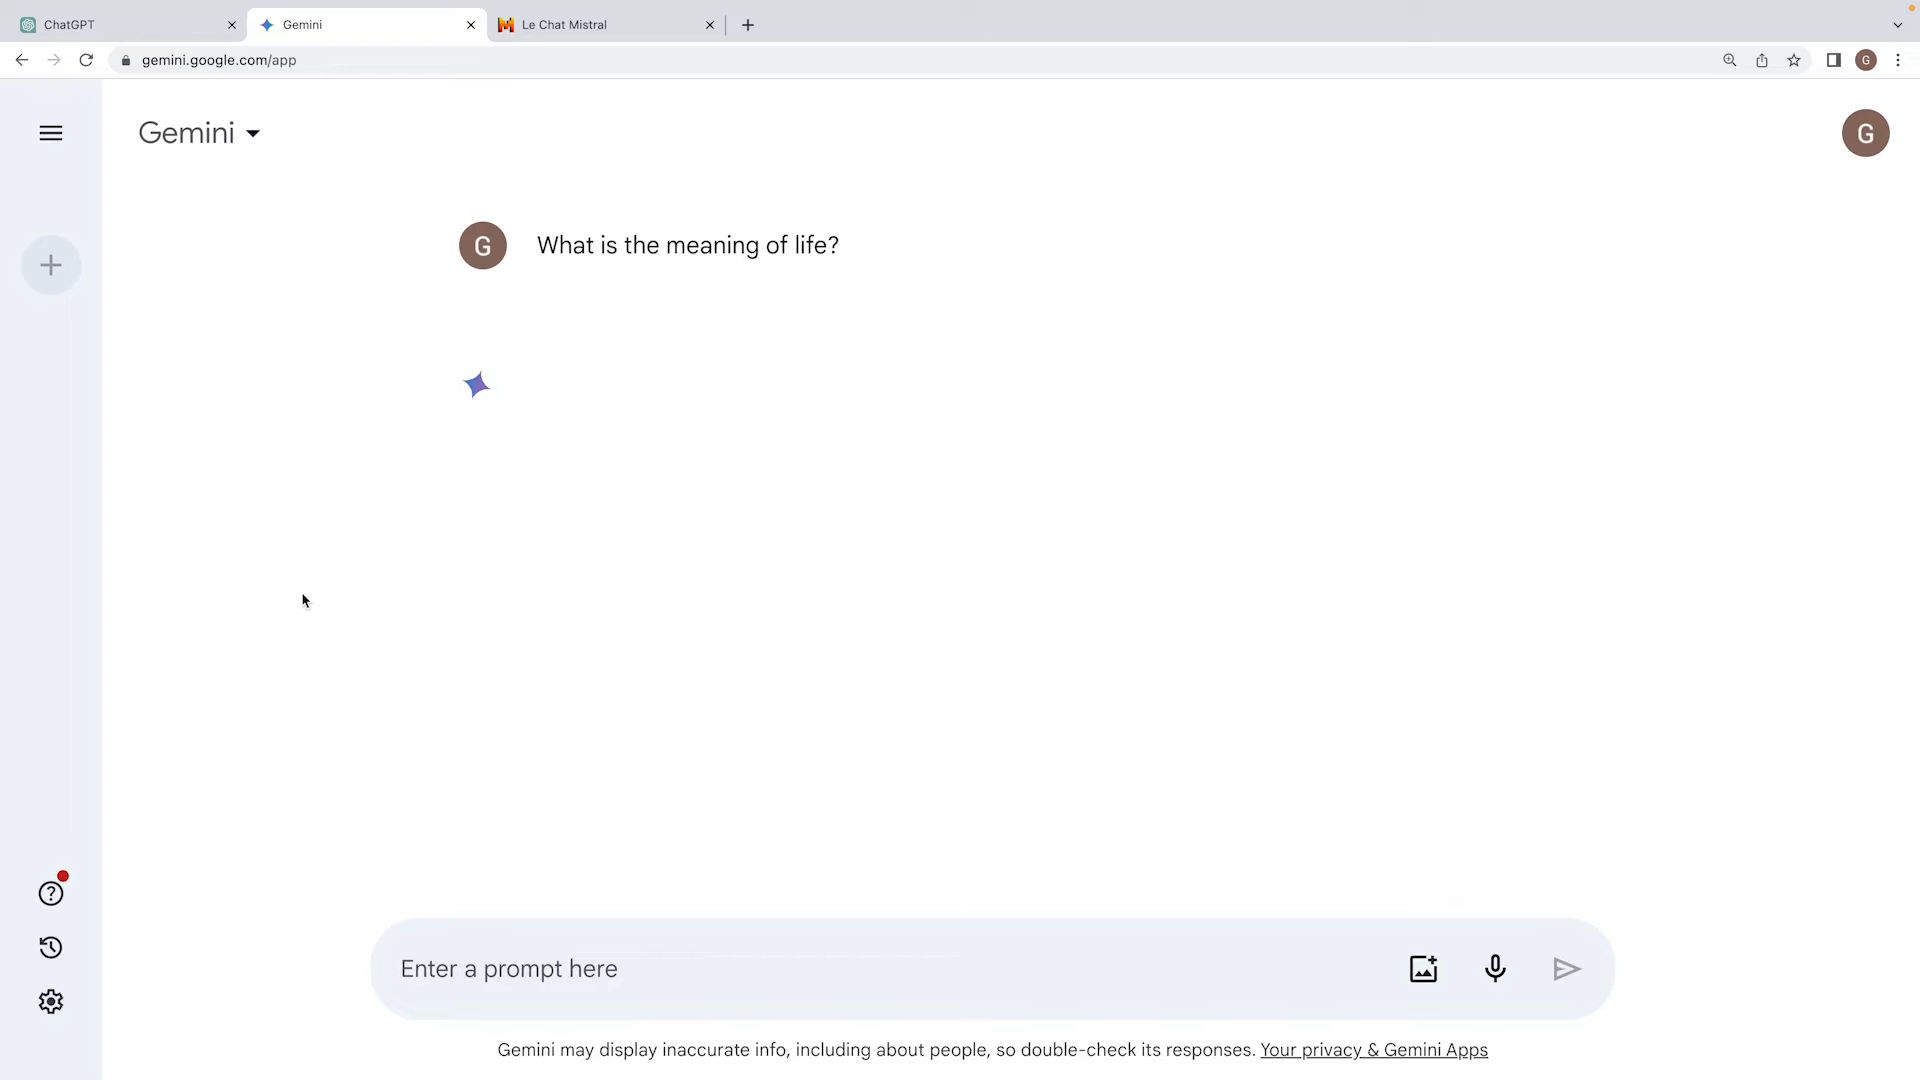 ChatGPT
Gemini
Le Chat Mistral
gemini.google.com/app
G
Gemini
G
G
What is the meaning of life?
Enter a prompt here
Gemini may display inaccurate info, including about people, so double-check its responses. Your privacy & Gemini Apps